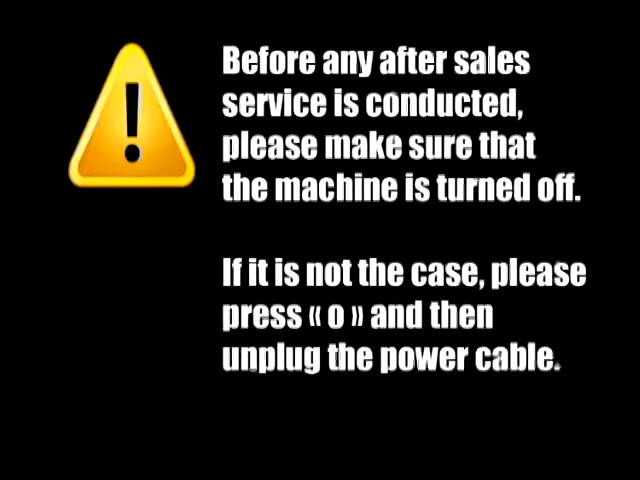 Before any after sales
service is conducted,
please make sure that
the machine is turned off.
If it is not the case, please
press « o » and then
unplug the power cable.